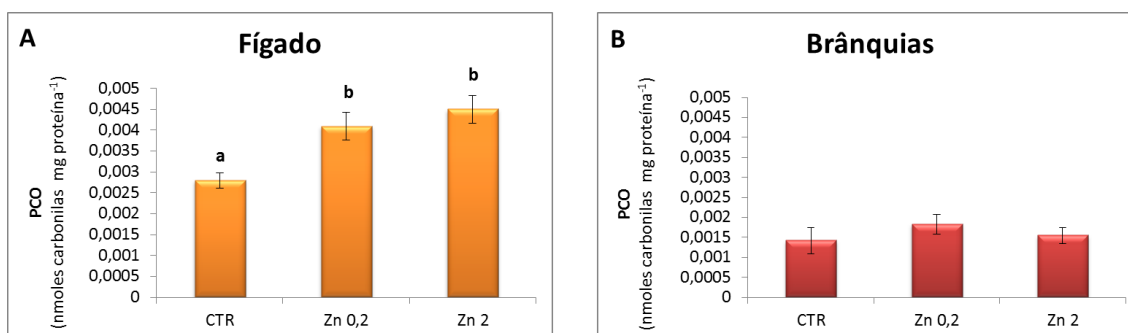 A
Fígado
PCO
(nmoles carbonilas mg proteína-1)
0,005
0,0045
0,004
0,0035
0,003
0,0025
0,002
0,0015
0,001
0,0005
0
a
b
b
CTR
Zn 0,2
Zn 2
B
Brânquias
PCO
(nmoles carbonilas mg proteína-1)
0,005
0,0045
0,004
0,0035
0,003
0,0025
0,002
0,0015
0,001
0,0005
0
CTR
Zn 0,2
Zn 2